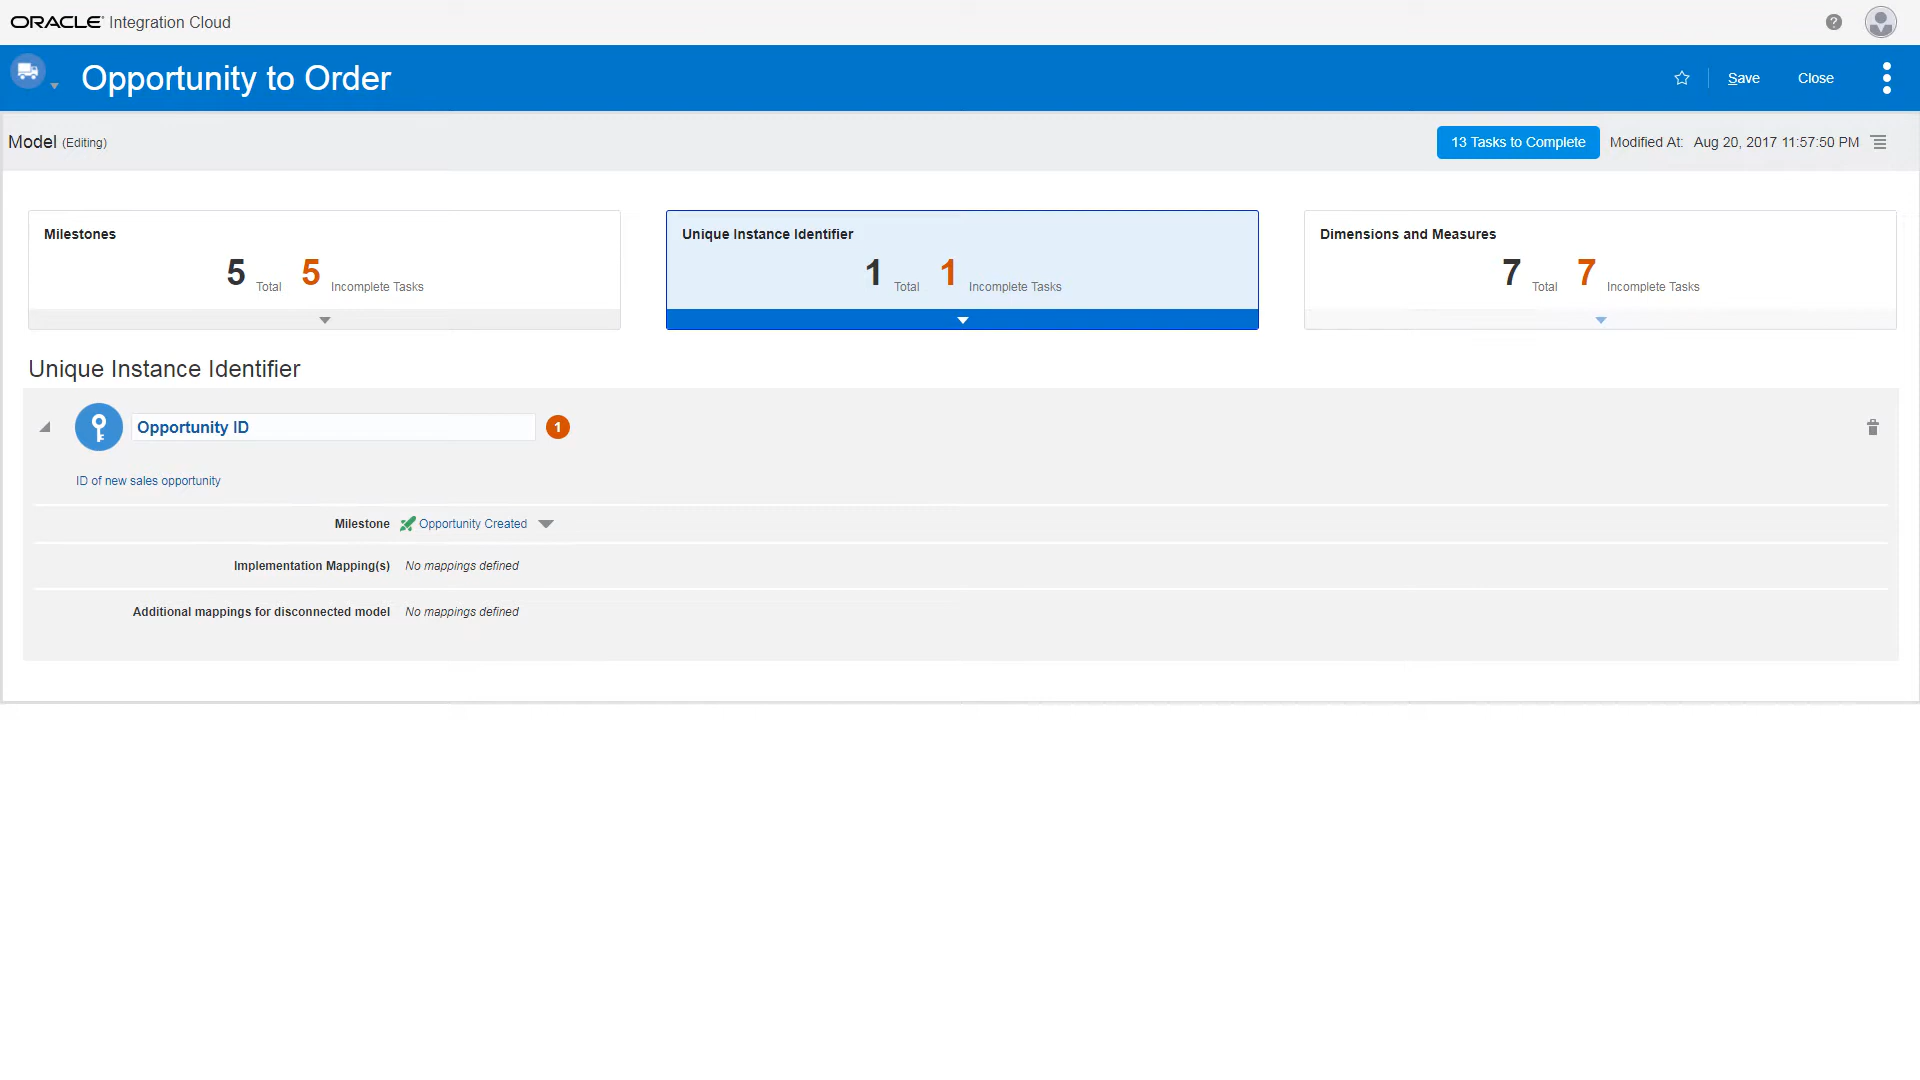 ORACLE Integration Cloud
?
Opportunity to Order
Save
Close
Model (Editing)
13 Tasks to Complete
Modified At: Aug 20, 2017 11:57:50 PM
Milestones
5 Total 5 Incomplete Tasks
Unique Instance Identifier
1 Total 1 Incomplete Tasks
Dimensions and Measures
7 Total 7 Incomplete Tasks
Unique Instance Identifier
Opportunity ID
1
ID of new sales opportunity
Milestone Opportunity Created
Implementation Mapping(s) No mappings defined
Additional mappings for disconnected model No mappings defined